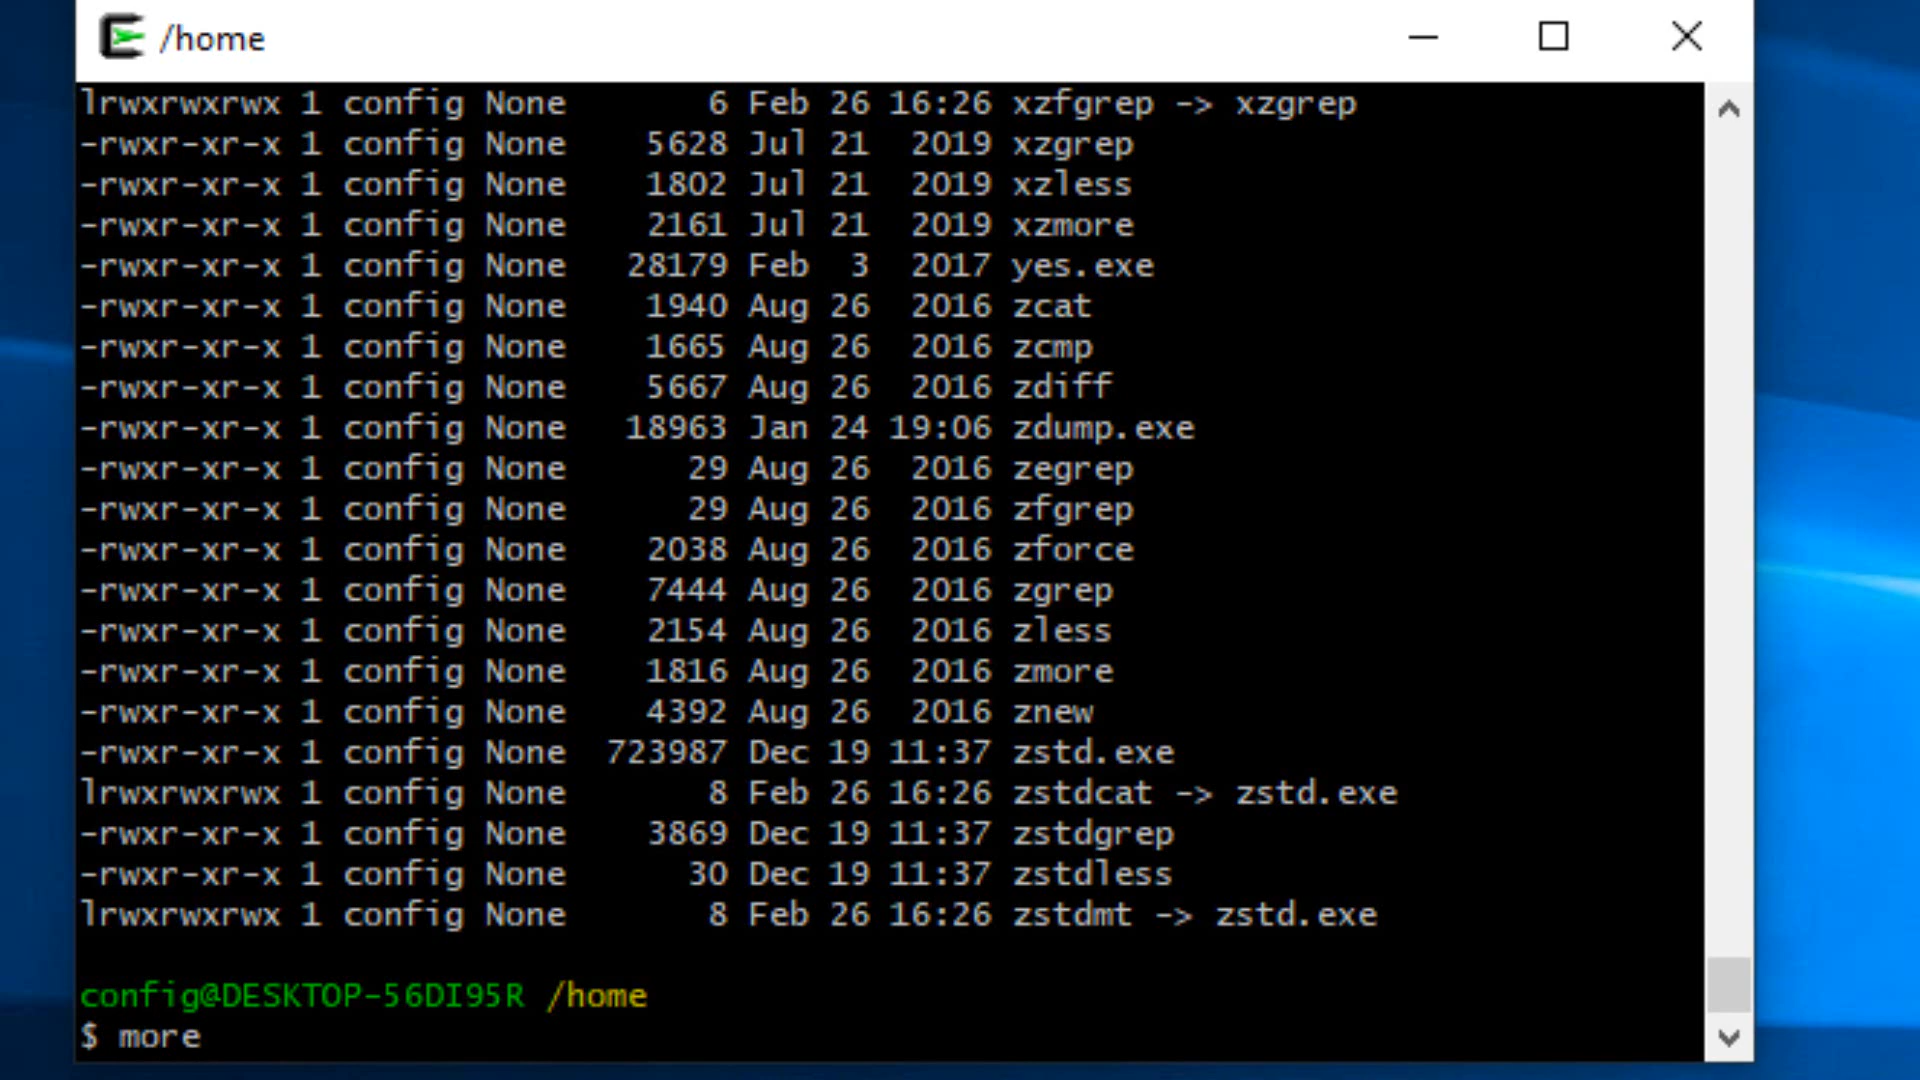 /home
lrwxrwxrwx 1 config None 6 Feb 26 16:26 xzfgrep -> xzgrep
-rwxr-xr-x 1 config None 5628 Jul 21 2019 xzgrep
-rwxr-xr-x 1 config None 1802 Jul 21 2019 xzless
-rwxr-xr-x 1 config None 2161 Jul 21 2019 xzmore
-rwxr-xr-x 1 config None 28179 Feb 3 2017 yes.exe
-rwxr-xr-x 1 config None 1940 Aug 26 2016 zcat
-rwxr-xr-x 1 config None 1665 Aug 26 2016 zcmp
-rwxr-xr-x 1 config None 5667 Aug 26 2016 zdiff
-rwxr-xr-x 1 config None 18963 Jan 24 19:06 zdump.exe
-rwxr-xr-x 1 config None 29 Aug 26 2016 zegrep
-rwxr-xr-x 1 config None 29 Aug 26 2016 zfgrep
-rwxr-xr-x 1 config None 2038 Aug 26 2016 zforce
-rwxr-xr-x 1 config None 7444 Aug 26 2016 zgrep
-rwxr-xr-x 1 config None 2154 Aug 26 2016 zless
-rwxr-xr-x 1 config None 1816 Aug 26 2016 zmore
-rwxr-xr-x 1 config None 4392 Aug 26 2016 znew
-rwxr-xr-x 1 config None 723987 Dec 19 11:37 zstd.exe
lrwxrwxrwx 1 config None 8 Feb 26 16:26 zstdcat -> zstd.exe
-rwxr-xr-x 1 config None 3869 Dec 19 11:37 zstdgrep
-rwxr-xr-x 1 config None 30 Dec 19 11:37 zstdless
lrwxrwxrwx 1 config None 8 Feb 26 16:26 zstdmt -> zstd.exe
config@DESKTOP-56DI95R /home
$ more